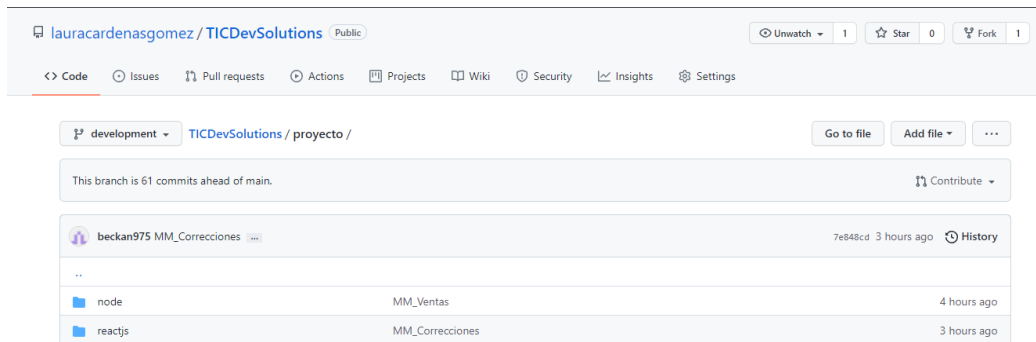 lauracardenasgomez / TICDevSolutions Public Unwatch 1 Star 0 Fork 1
<> Code Issues Pull requests Actions Projects Wiki Security Insights Settings
development TICDevSolutions / proyecto / Go to file Add file ...
This branch is 61 commits ahead of main. Contribute
beckan975 MM_Correcciones ... 7e848cd 3 hours ago History
..
node MM_Ventas 4 hours ago
reactjs MM_Correcciones 3 hours ago